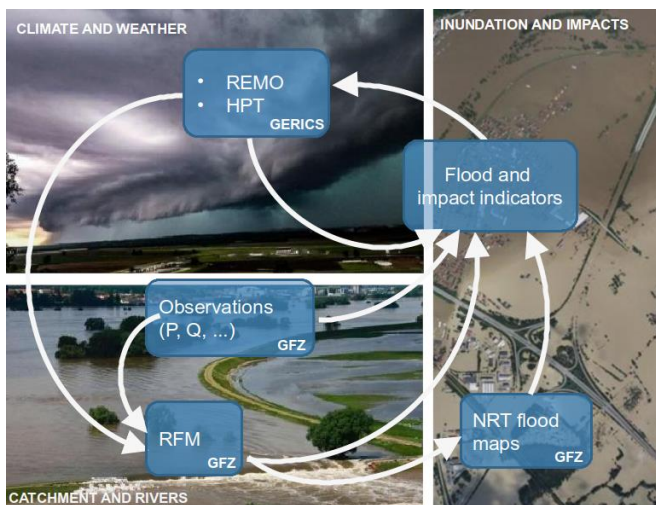 CLIMATE AND WEATHER
• REMO
• HPT
GERICS
INUNDATION AND IMPACTS
Flood and
impact indicators
Observations
(P, Q, ...)
GFZ
RFM
GFZ
NRT flood
maps
GFZ
CATCHMENT AND RIVERS